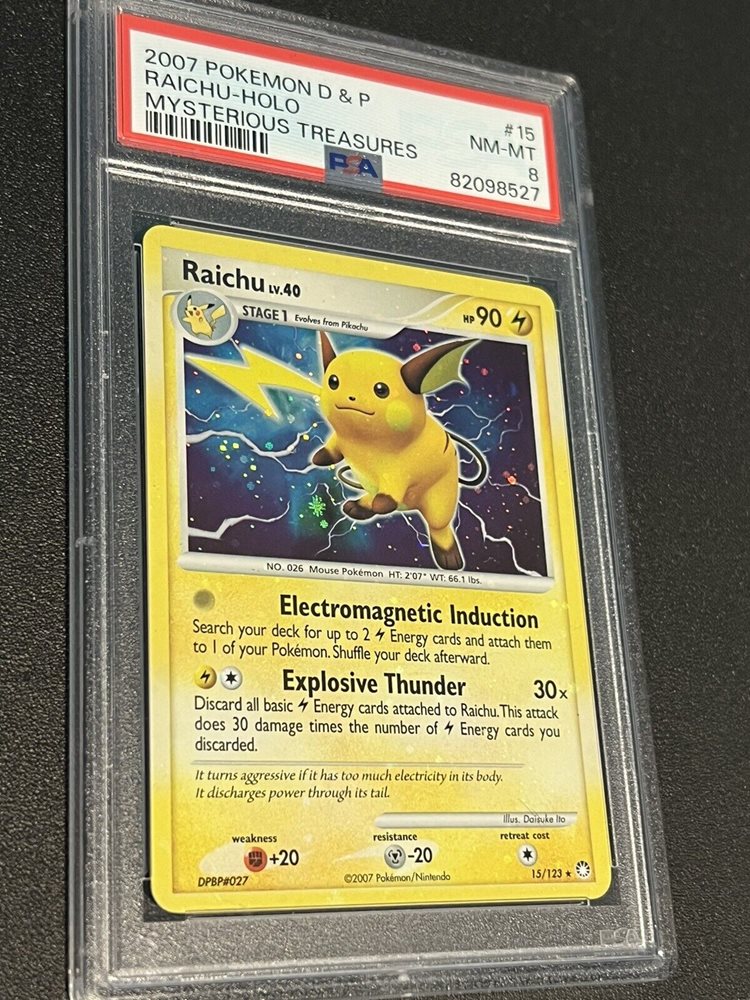 2007 POKEMON D & P
#15
RAICHU-HOLO
NM-MT
MYSTERIOUS TREASURES
8
PSA
82098527
Raichu LV.40
HP 90
STAGE 1 Evolves from Pikachu
NO. 026 Mouse Pokémon HT: 2'07" WT: 66.1 lbs.
Electromagnetic Induction
Search your deck for up to 2 Energy cards and attach them
to 1 of your Pokémon. Shuffle your deck afterward.
Explosive Thunder 30x
Discard all basic Energy cards attached to Raichu. This attack
does 30 damage times the number of Energy cards you
discarded.
It turns aggressive if it has too much electricity in its body.
It discharges power through its tail.
Illus. Daisuke Ito
weakness
resistance
retreat cost
+20
-20
DPBP#027
©2007 Pokémon/Nintendo
15/123 ★